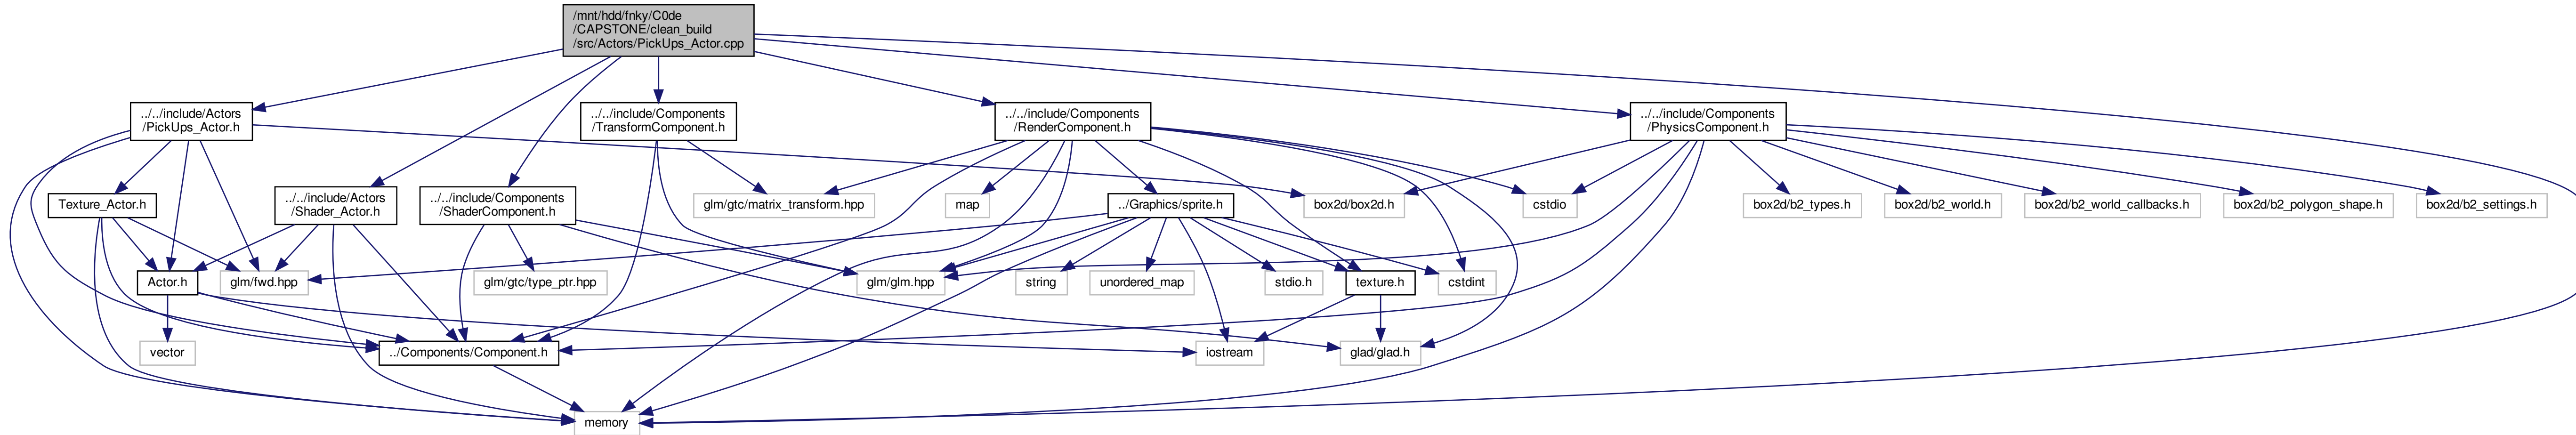 /mnt/hdd/fnky/C0de
/CAPSTONE/clean_build
/src/Actors/PickUps_Actor.cpp
../../include/Actors
/PickUps_Actor.h
../../include/Components
/TransformComponent.h
../../include/Components
/RenderComponent.h
../../include/Components
/PhysicsComponent.h
Texture_Actor.h
../../include/Actors
/Shader_Actor.h
../../include/Components
/ShaderComponent.h
glm/gtc/matrix_transform.hpp
map
../Graphics/sprite.h
box2d/box2d.h
cstdio
box2d/b2_types.h
box2d/b2_world.h
box2d/b2_world_callbacks.h
box2d/b2_polygon_shape.h
box2d/b2_settings.h
Actor.h
glm/fwd.hpp
glm/gtc/type_ptr.hpp
glm/glm.hpp
string
unordered_map
stdio.h
texture.h
cstdint
vector
../Components/Component.h
iostream
glad/glad.h
memory